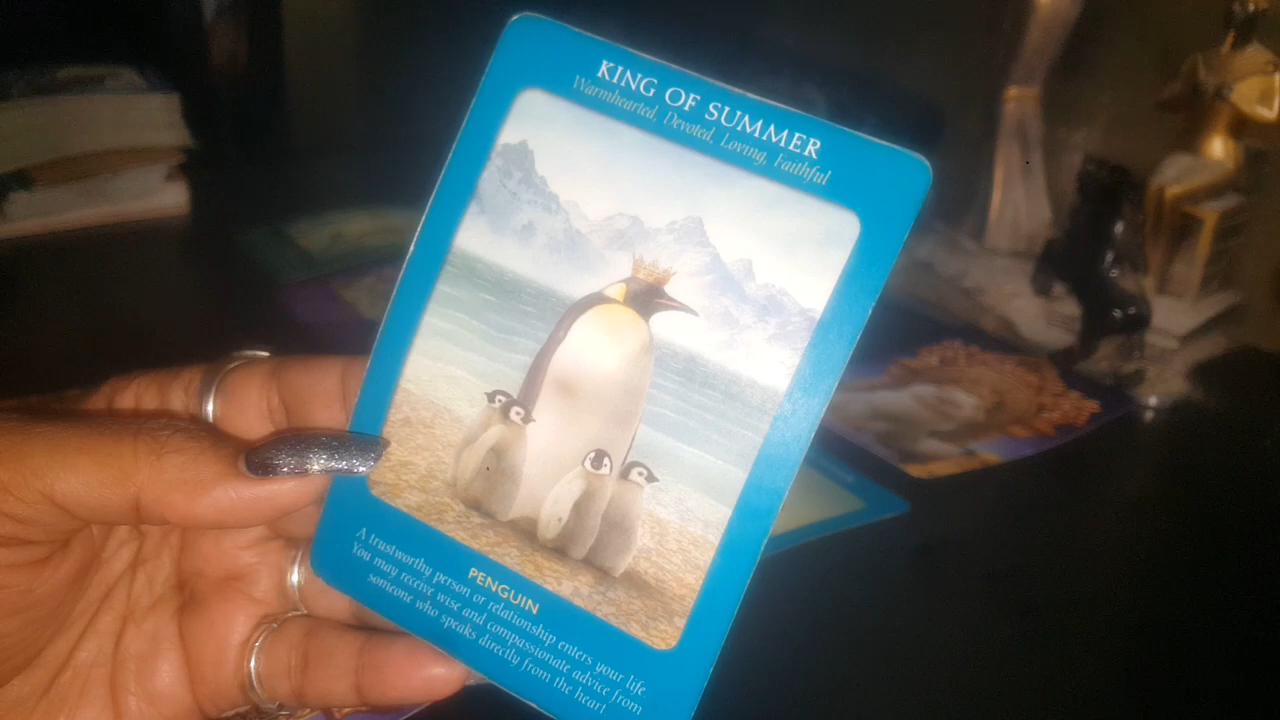 KING OF SUMMER
Warmhearted, Devoted, Loving, Faithful
PENGUIN
A trustworthy person or relationship enters your life.
You may receive wise and compassionate advice from
someone who speaks directly from the heart